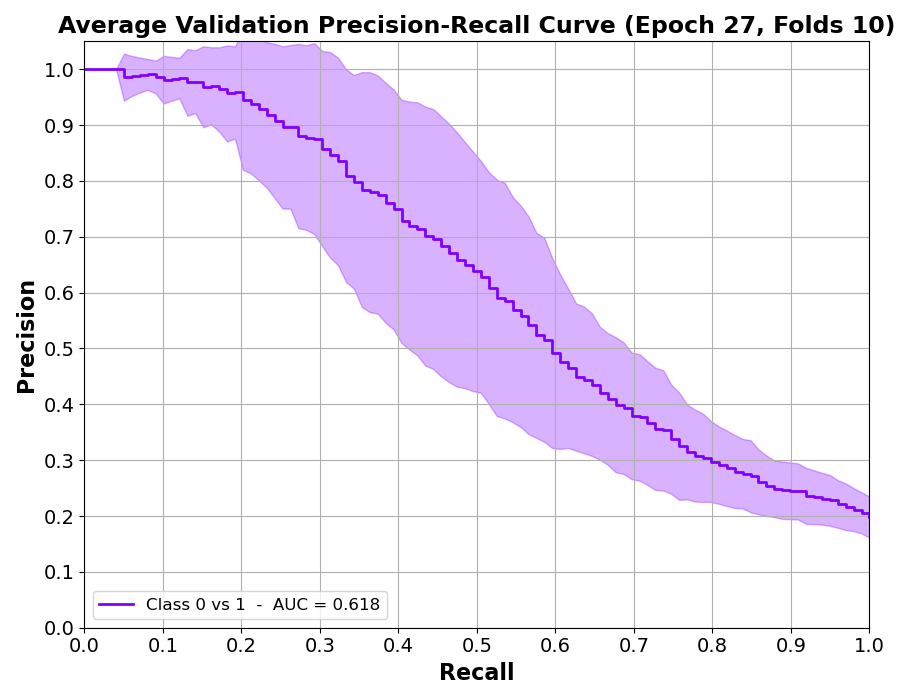 Average Validation Precision-Recall Curve (Epoch 27, Folds 10)
1.0
0.9
0.8
0.7
0.6
0.5
0.4
0.3
0.2
0.1
0.0
Precision
Class 0 vs 1 - AUC = 0.618
0.0 0.1 0.2 0.3 0.4 0.5 0.6 0.7 0.8 0.9 1.0
Recall